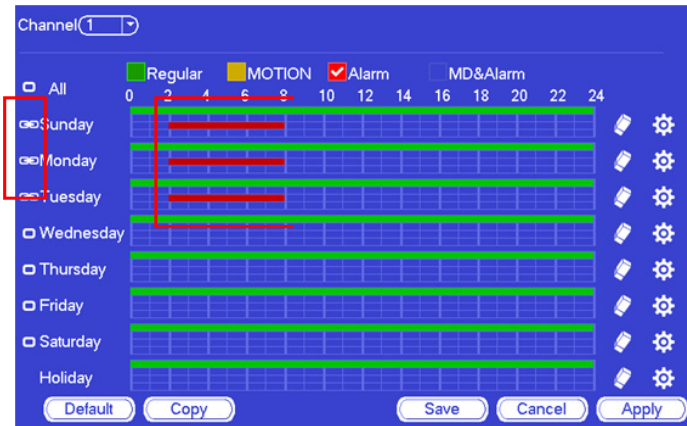 Channel 1
Regular MOTION Alarm MD&Alarm
All
0 2 4 6 8 10 12 14 16 18 20 22 24
Sunday
Monday
Tuesday
Wednesday
Thursday
Friday
Saturday
Holiday
Default Copy Save Cancel Apply